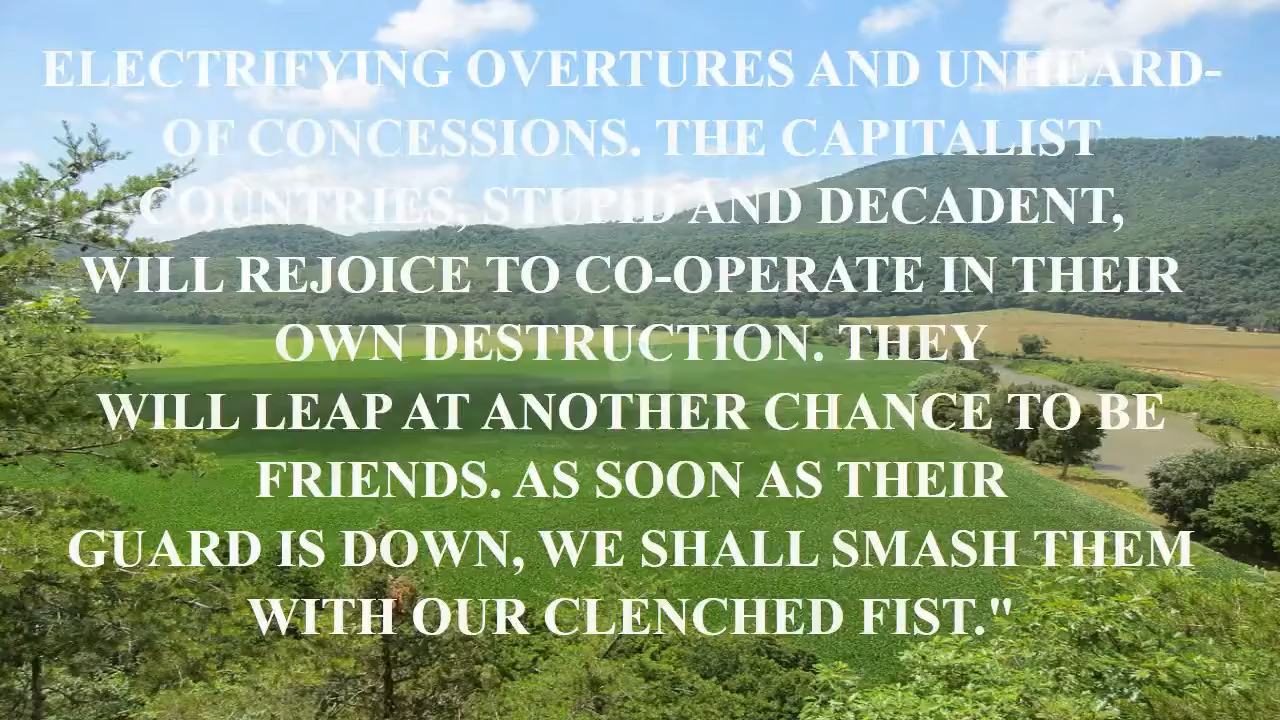 ELECTRIFYING OVERTURES AND UNHEARD-
OF CONCESSIONS. THE CAPITALIST
COUNTRIES, STUPID AND DECADENT,
WILL REJOICE TO CO-OPERATE IN THEIR
OWN DESTRUCTION. THEY
WILL LEAP AT ANOTHER CHANCE TO BE
FRIENDS. AS SOON AS THEIR
GUARD IS DOWN, WE SHALL SMASH THEM
WITH OUR CLENCHED FIST."